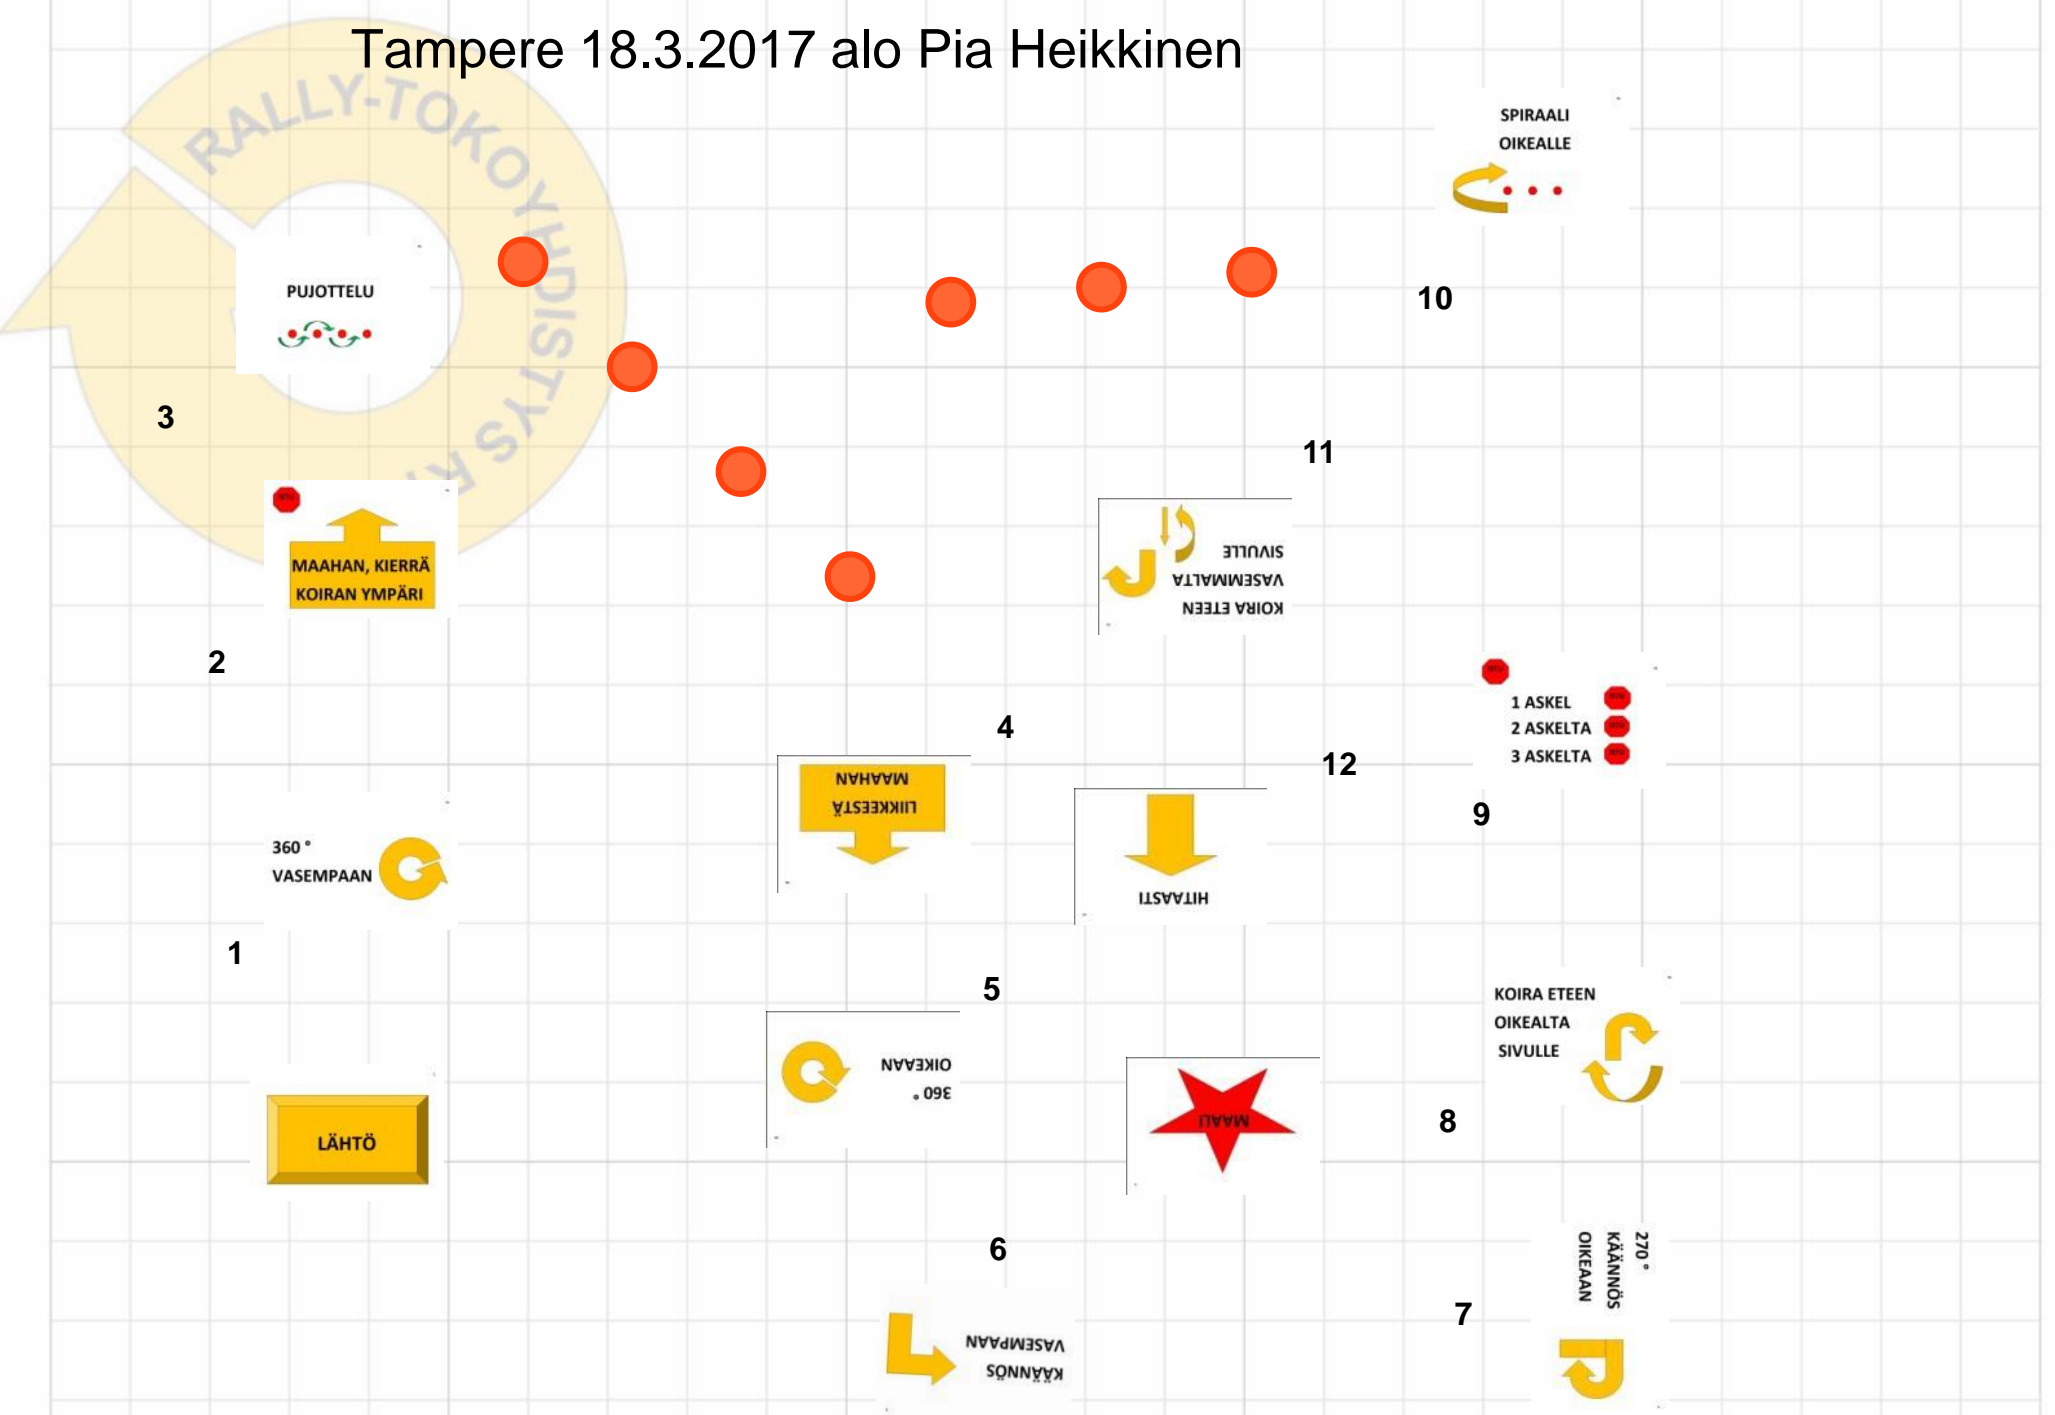 Tampere 18.3.2017 alo Pia Heikkinen
RALLY-TOKOYHDISTYS R
SPIRAALI
OIKEALLE
10
PUJOTTELU
3
11
MAAHAN, KIERRÄ
KOIRAN YMPÄRI
2
KOIRA ETEEN
VASEMMALTA
SIVULLE
4
LIIKKEESTÄ
MAAHAN
12
HITAASTI
1 ASKEL
2 ASKELTA
3 ASKELTA
9
360 °
VASEMPAAN
1
5
360 °
OIKEAAN
KOIRA ETEEN
OIKEALTA
SIVULLE
8
LÄHTÖ
MAALI
6
KÄÄNNÖS
VASEMPAAN
270 °
KÄÄNNÖS
OIKEAAN
7